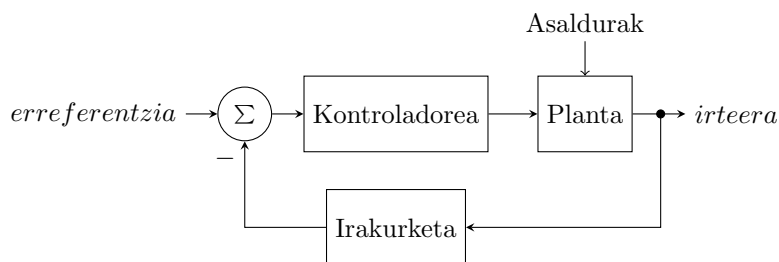 Asaldurak
erreferentzia
Σ
Kontroladorea
Planta
irteera
−
Irakurketa